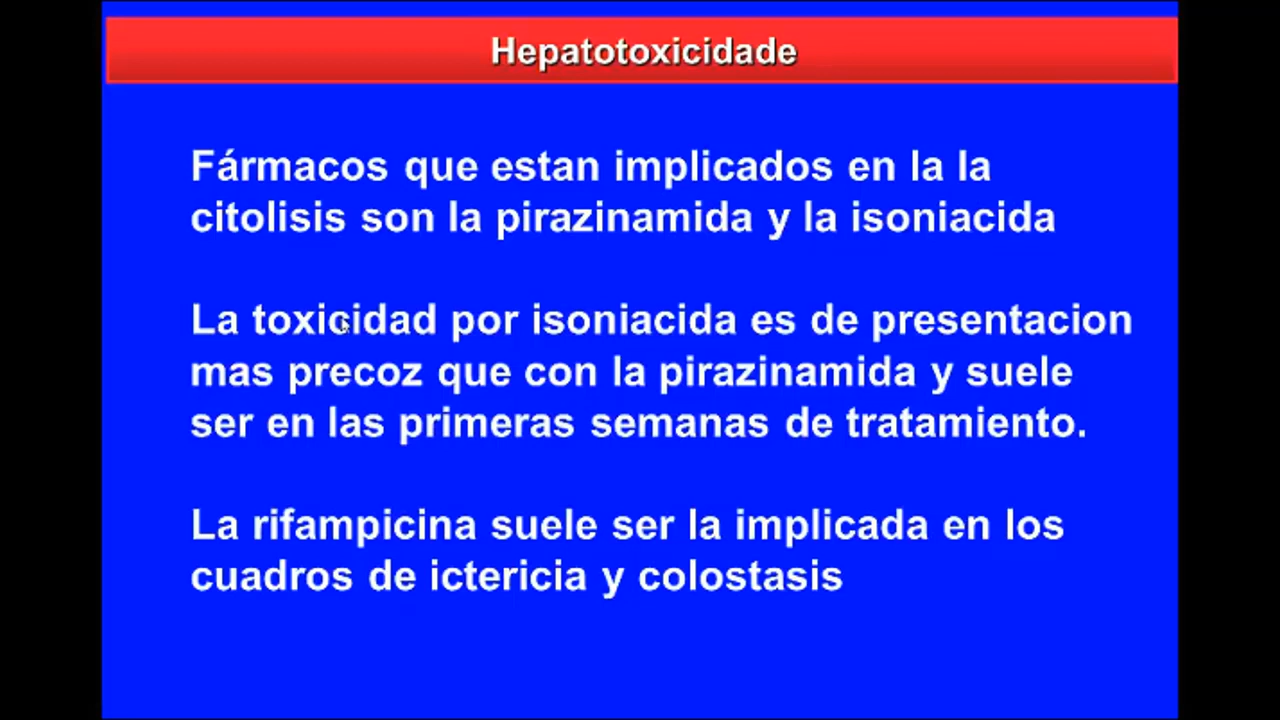 Hepatotoxicidade
Fármacos que estan implicados en la la
citolisis son la pirazinamida y la isoniacida
La toxicidad por isoniacida es de presentacion
mas precoz que con la pirazinamida y suele
ser en las primeras semanas de tratamiento.
La rifampicina suele ser la implicada en los
cuadros de ictericia y colostasis